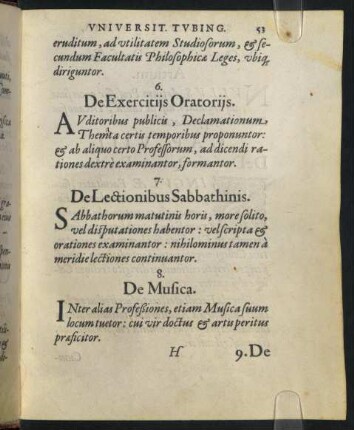 VNIVERSIT. TVBING. 53
eruditum, ad vtilitatem Studiosorum, & se-
cundum Facultatis Philosophicæ Leges, vbiq;
diriguntor.
6.
De Exercitijs Oratorijs.
AVditoribus publicis, Declamationum
Themata certis temporibus proponuntor:
& ab aliquo certo Professorum, ad dicendi ra-
tiones dextrè examinantor, formantor.
7.
De Lectionibus Sabbathinis.
SAbbathorum matutinis horis, more solito,
vel disputationes habentor: vel scripta &
orationes examinantor: nihilominus tamen à
meridie lectiones continuantor.
8.
De Musica.
INter alias Professiones, etiam Musica suum
locum tuetor: cui vir doctus & artis peritus
præficitor.
H 9. De